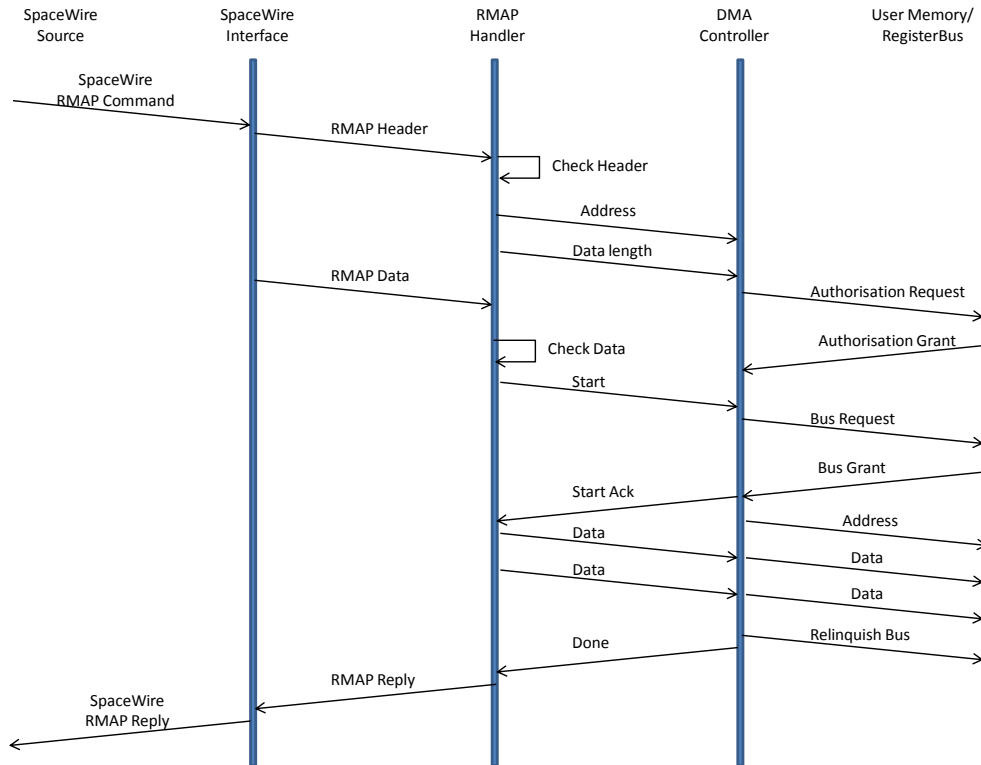 SpaceWire
Source
SpaceWire
Interface
RMAP
Handler
DMA
Controller
User Memory/
RegisterBus
SpaceWire
RMAP Command
RMAP Header
Check Header
Address
Data length
RMAP Data
Authorisation Request
Authorisation Grant
Check Data
Start
Bus Request
Bus Grant
Start Ack
Address
Data
Data
Data
Data
Relinquish Bus
Done
RMAP Reply
SpaceWire
RMAP Reply